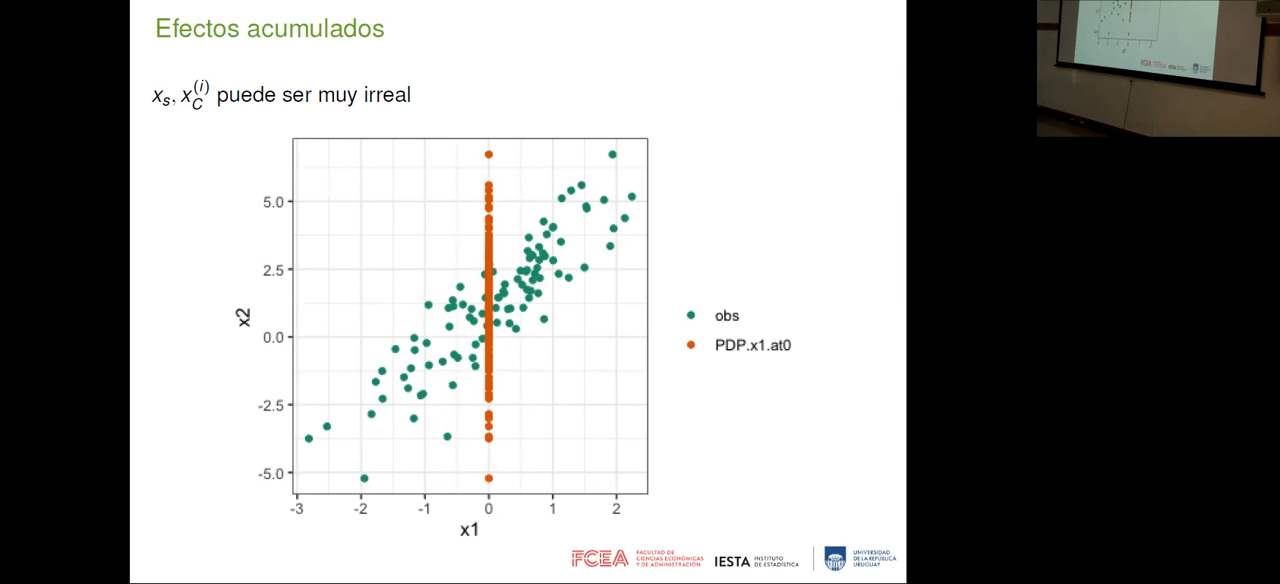 Efectos acumulados
x_s, x_C^{(i)} puede ser muy irreal
5.0
2.5
0.0
-2.5
-5.0
x2
-3 -2 -1 0 1 2
x1
obs
PDP.x1.at0
FCEA FACULTAD DE
CIENCIAS ECONÓMICAS
Y DE ADMINISTRACIÓN
IESTA INSTITUTO
DE ESTADÍSTICA
UNIVERSIDAD
DE LA REPÚBLICA
URUGUAY
FCEA